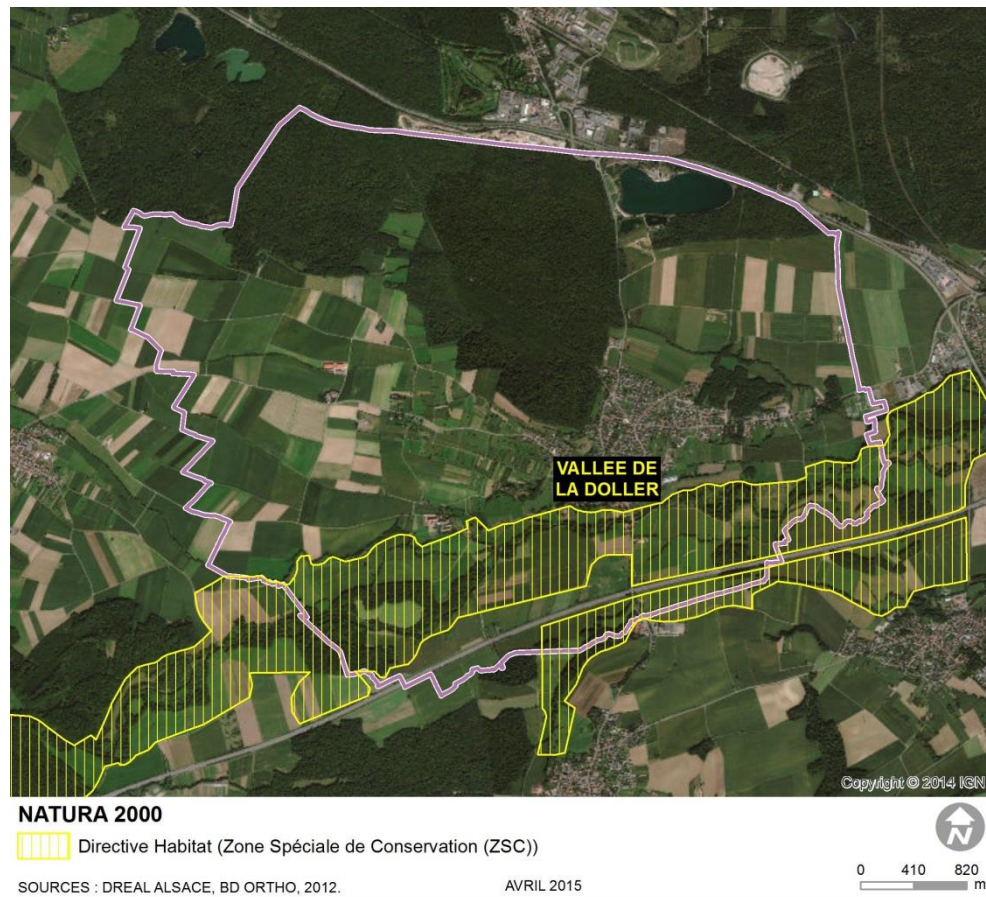 VALLEE DE
LA DOLLER
Copyright © 2014 IGN
NATURA 2000
Directive Habitat (Zone Spéciale de Conservation (ZSC))
N
SOURCES : DREAL ALSACE, BD ORTHO, 2012.
AVRIL 2015
0 410 820
m